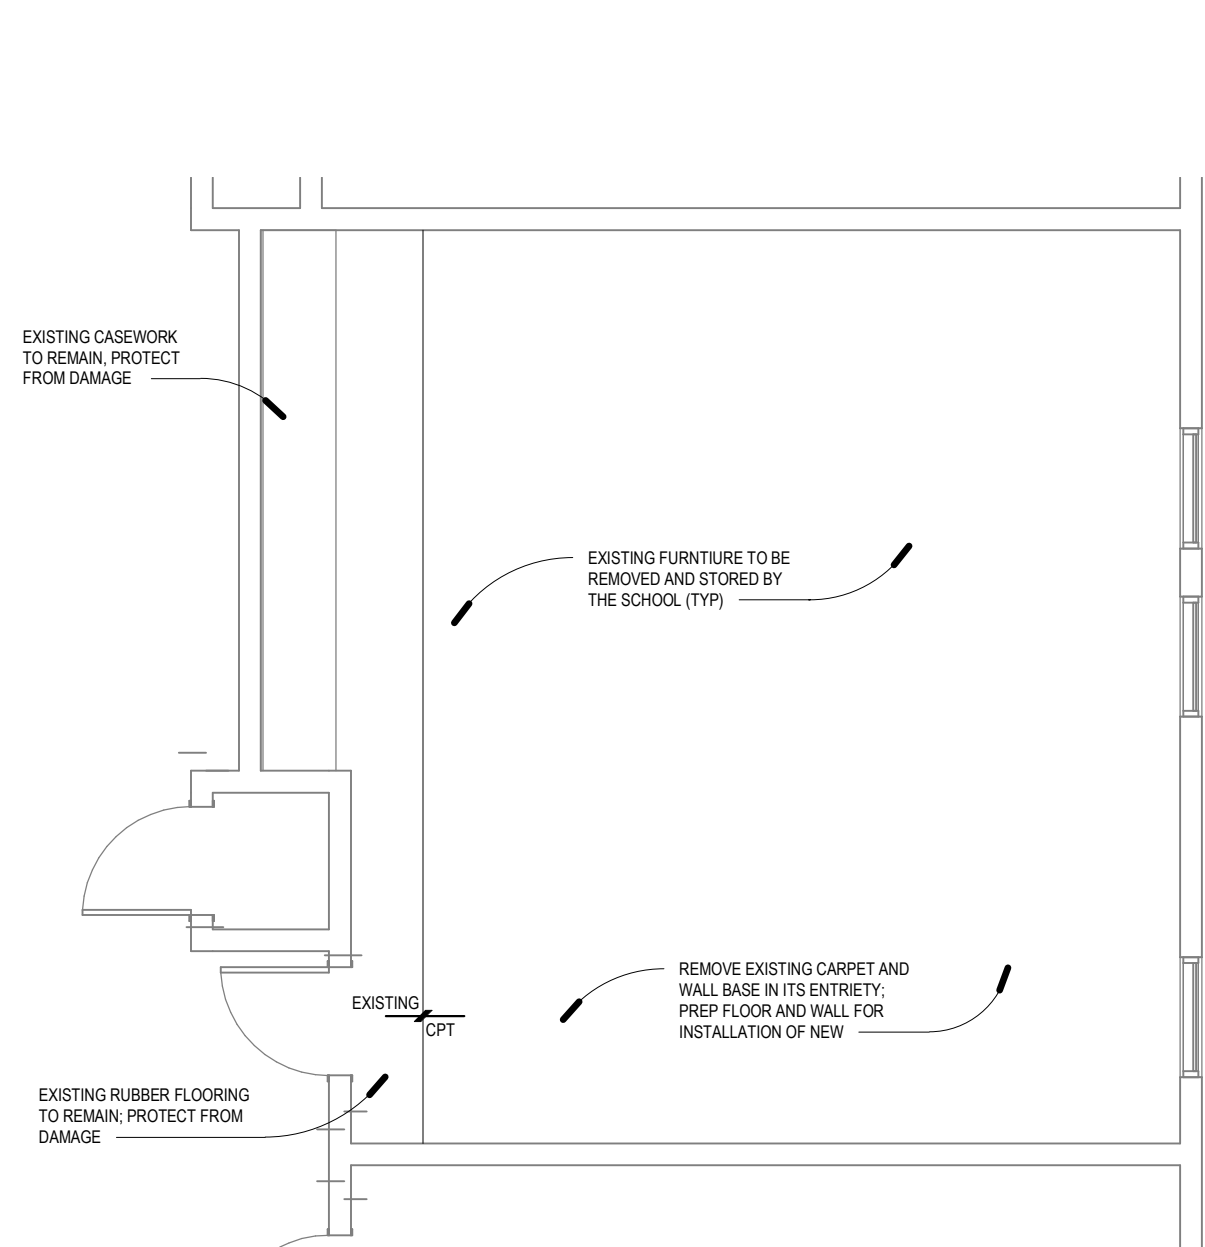 EXISTING CASEWORK
TO REMAIN, PROTECT
FROM DAMAGE
EXISTING FURNTIURE TO BE
REMOVED AND STORED BY
THE SCHOOL (TYP)
REMOVE EXISTING CARPET AND
WALL BASE IN ITS ENTRIETY;
PREP FLOOR AND WALL FOR
INSTALLATION OF NEW
EXISTING
CPT
EXISTING RUBBER FLOORING
TO REMAIN; PROTECT FROM
DAMAGE